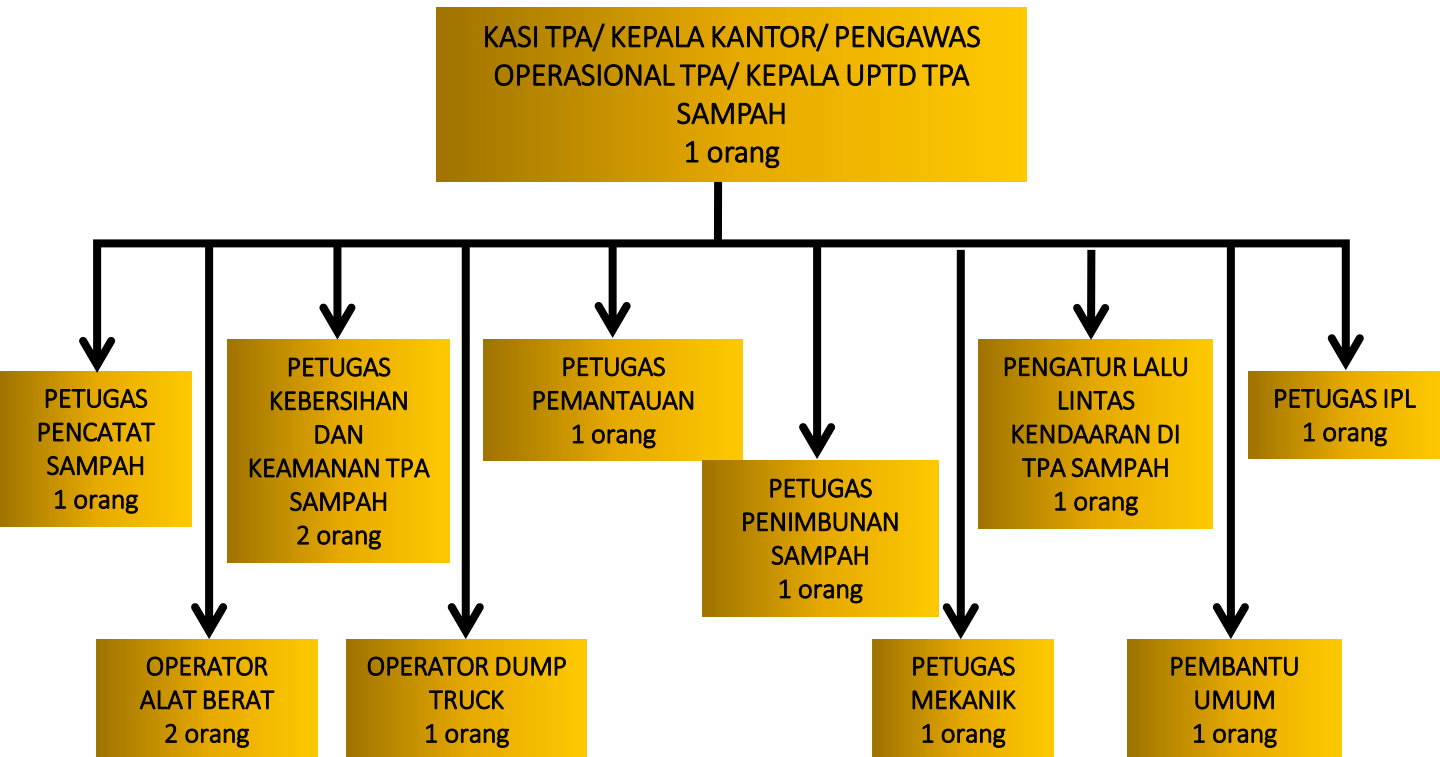 KASI TPA/ KEPALA KANTOR/ PENGAWAS
OPERASIONAL TPA/ KEPALA UPTD TPA
SAMPAH
1 orang
PETUGAS
PENCATAT
SAMPAH
1 orang
OPERATOR
ALAT BERAT
2 orang
PETUGAS
KEBERSIHAN
DAN
KEAMANAN TPA
SAMPAH
2 orang
OPERATOR DUMP
TRUCK
1 orang
PETUGAS
PEMANTAUAN
1 orang
PETUGAS
PENIMBUNAN
SAMPAH
1 orang
PETUGAS
MEKANIK
1 orang
PENGATUR LALU
LINTAS
KENDAARAN DI
TPA SAMPAH
1 orang
PEMBANTU
UMUM
1 orang
PETUGAS IPL
1 orang